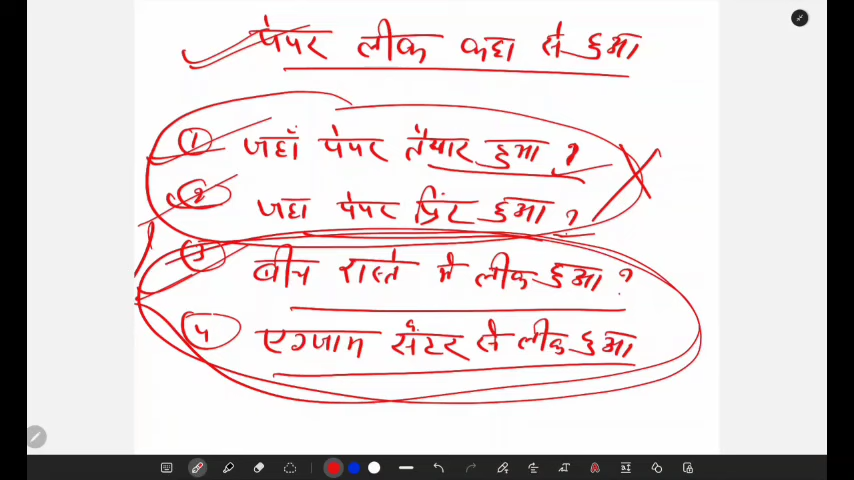 पेपर लीक कहा से हुआ
① जहाँ पेपर तैयार हुआ ?
② जहा पेपर प्रिंट हुआ ?
③ बीच रास्ते में लीक हुआ ?
④ एग्जाम सेंटर से लीक हुआ